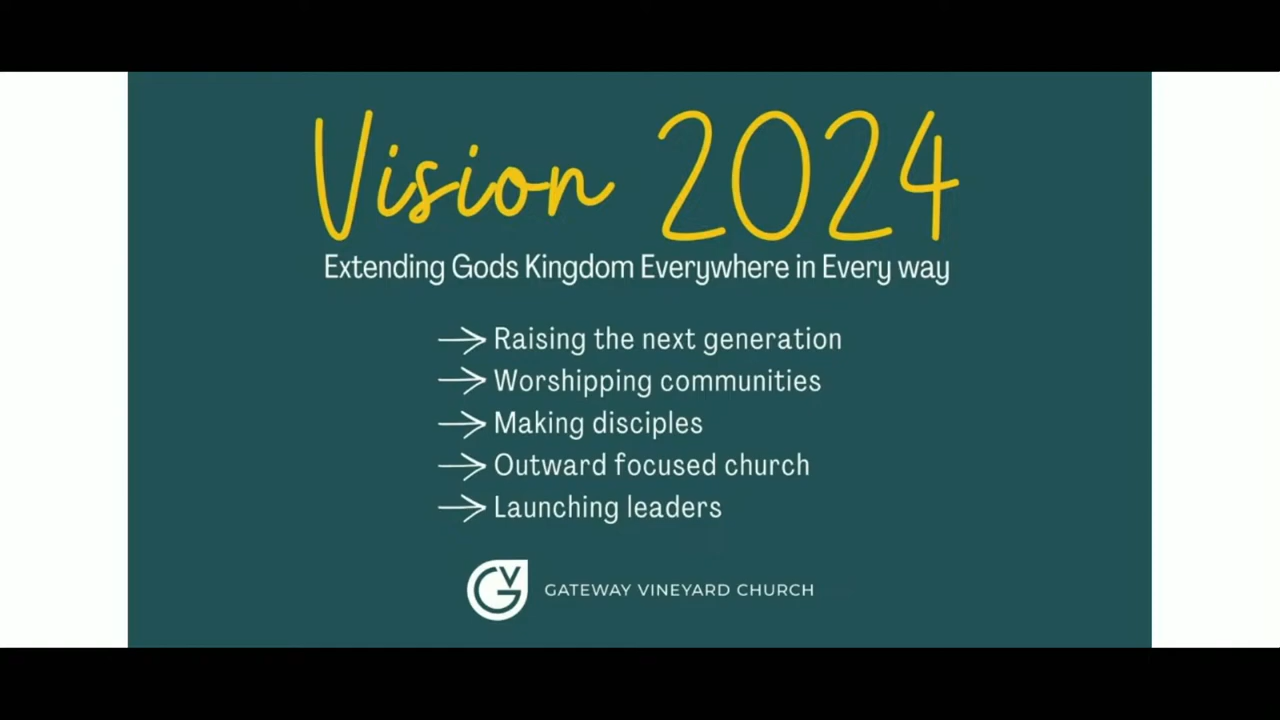 Vision 2024
Extending Gods Kingdom Everywhere in Every way
Raising the next generation
Worshipping communities
Making disciples
Outward focused church
Launching leaders
GV
GATEWAY VINEYARD CHURCH